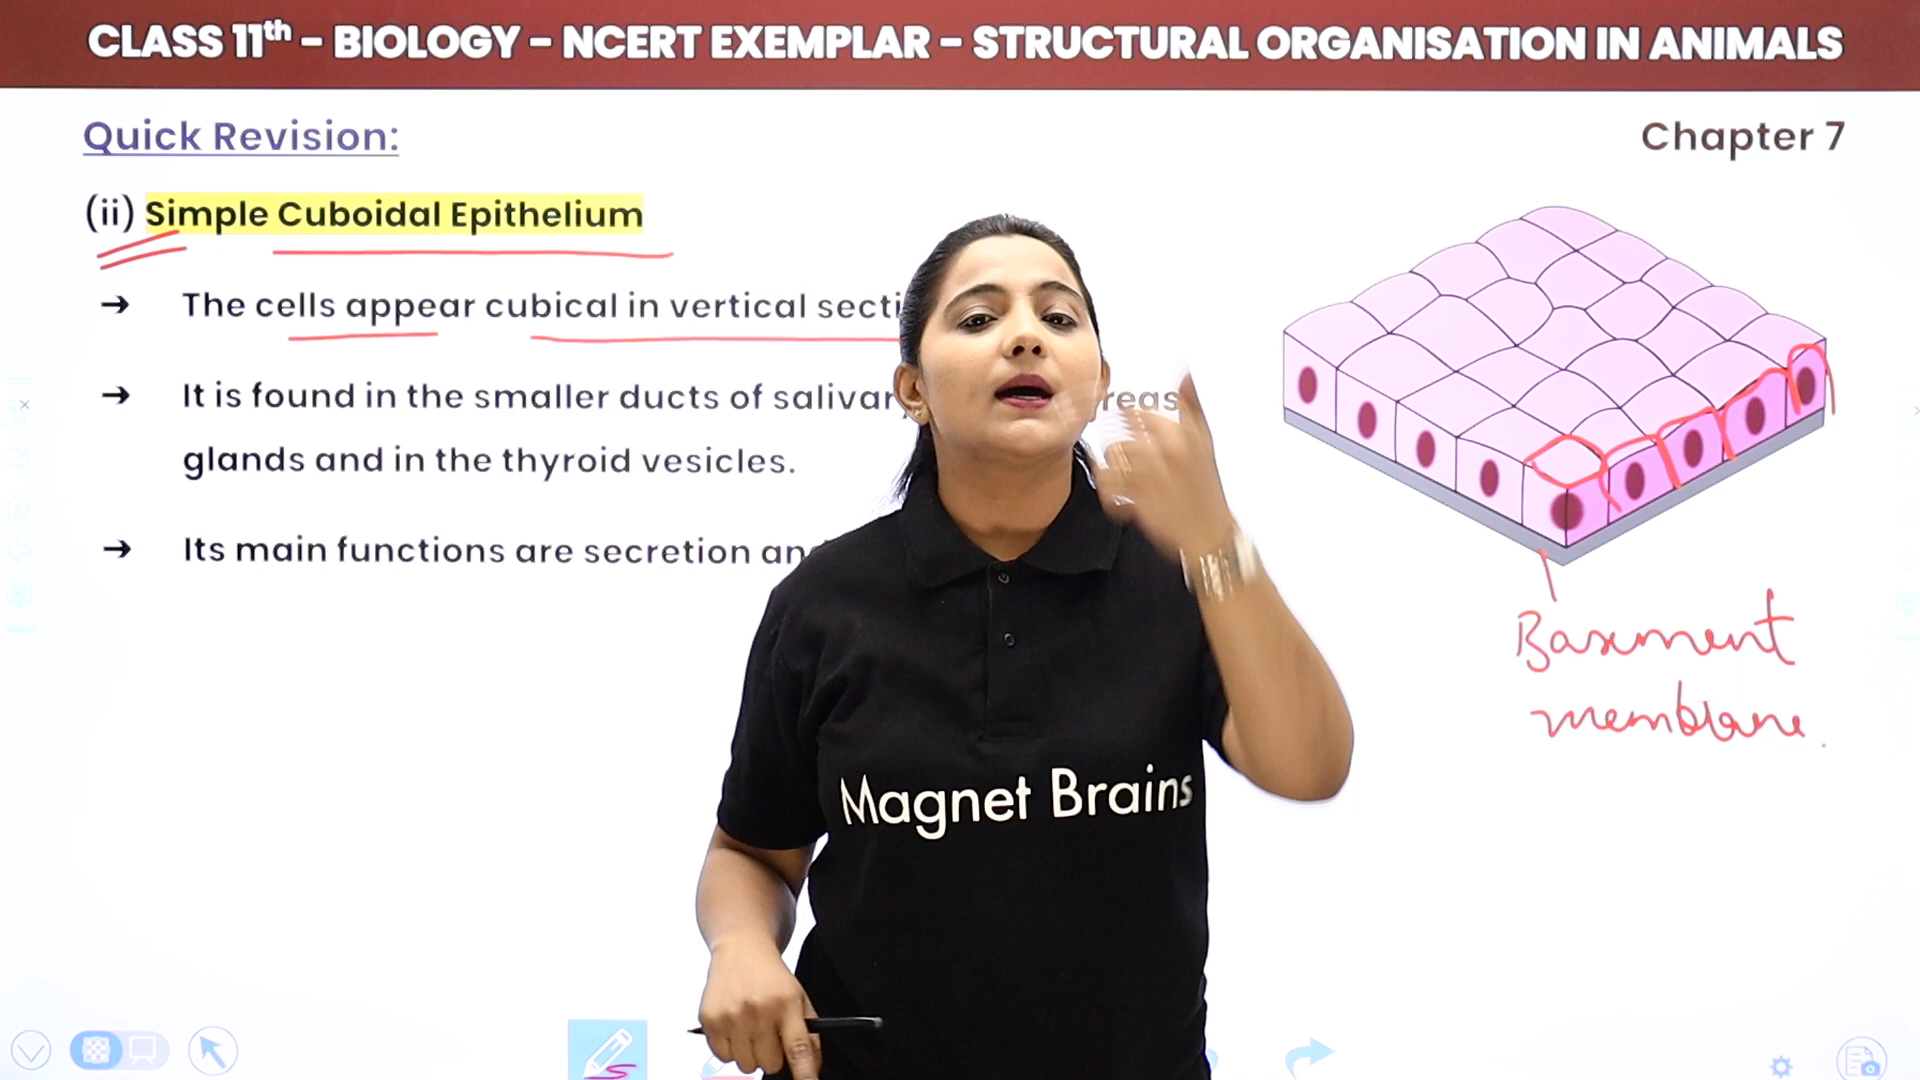 CLASS 11th - BIOLOGY - NCERT EXEMPLAR - STRUCTURAL ORGANISATION IN ANIMALS
Quick Revision:
Chapter 7
(ii) Simple Cuboidal Epithelium
→ The cells appear cubical in vertical secti
→ It is found in the smaller ducts of salivar reas
glands and in the thyroid vesicles.
→ Its main functions are secretion an
Basement
membrane
Magnet Brains